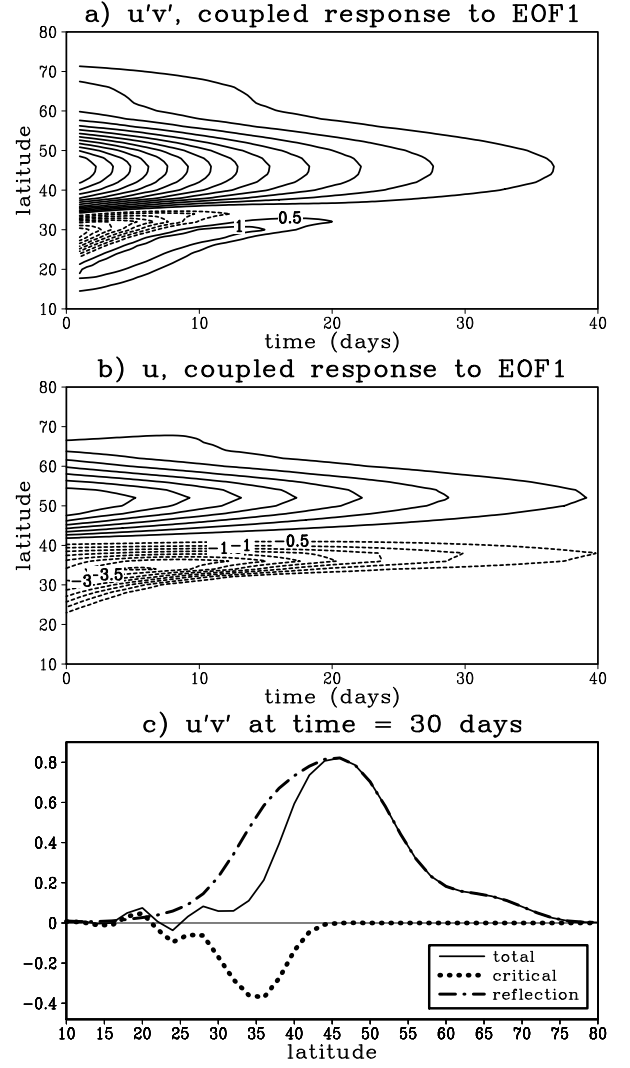 a) u'v', coupled response to EOF1
80
70
60
50
40
30
20
10
latitude
0.5
1
0 10 20 30 40
time (days)
b) u, coupled response to EOF1
80
70
60
50
40
30
20
10
latitude
-0.5
-1 -1
-3 -3.5
0 10 20 30 40
time (days)
c) u'v' at time = 30 days
0.8
0.6
0.4
0.2
0
-0.2
-0.4
total
critical
reflection
10 15 20 25 30 35 40 45 50 55 60 65 70 75 80
latitude